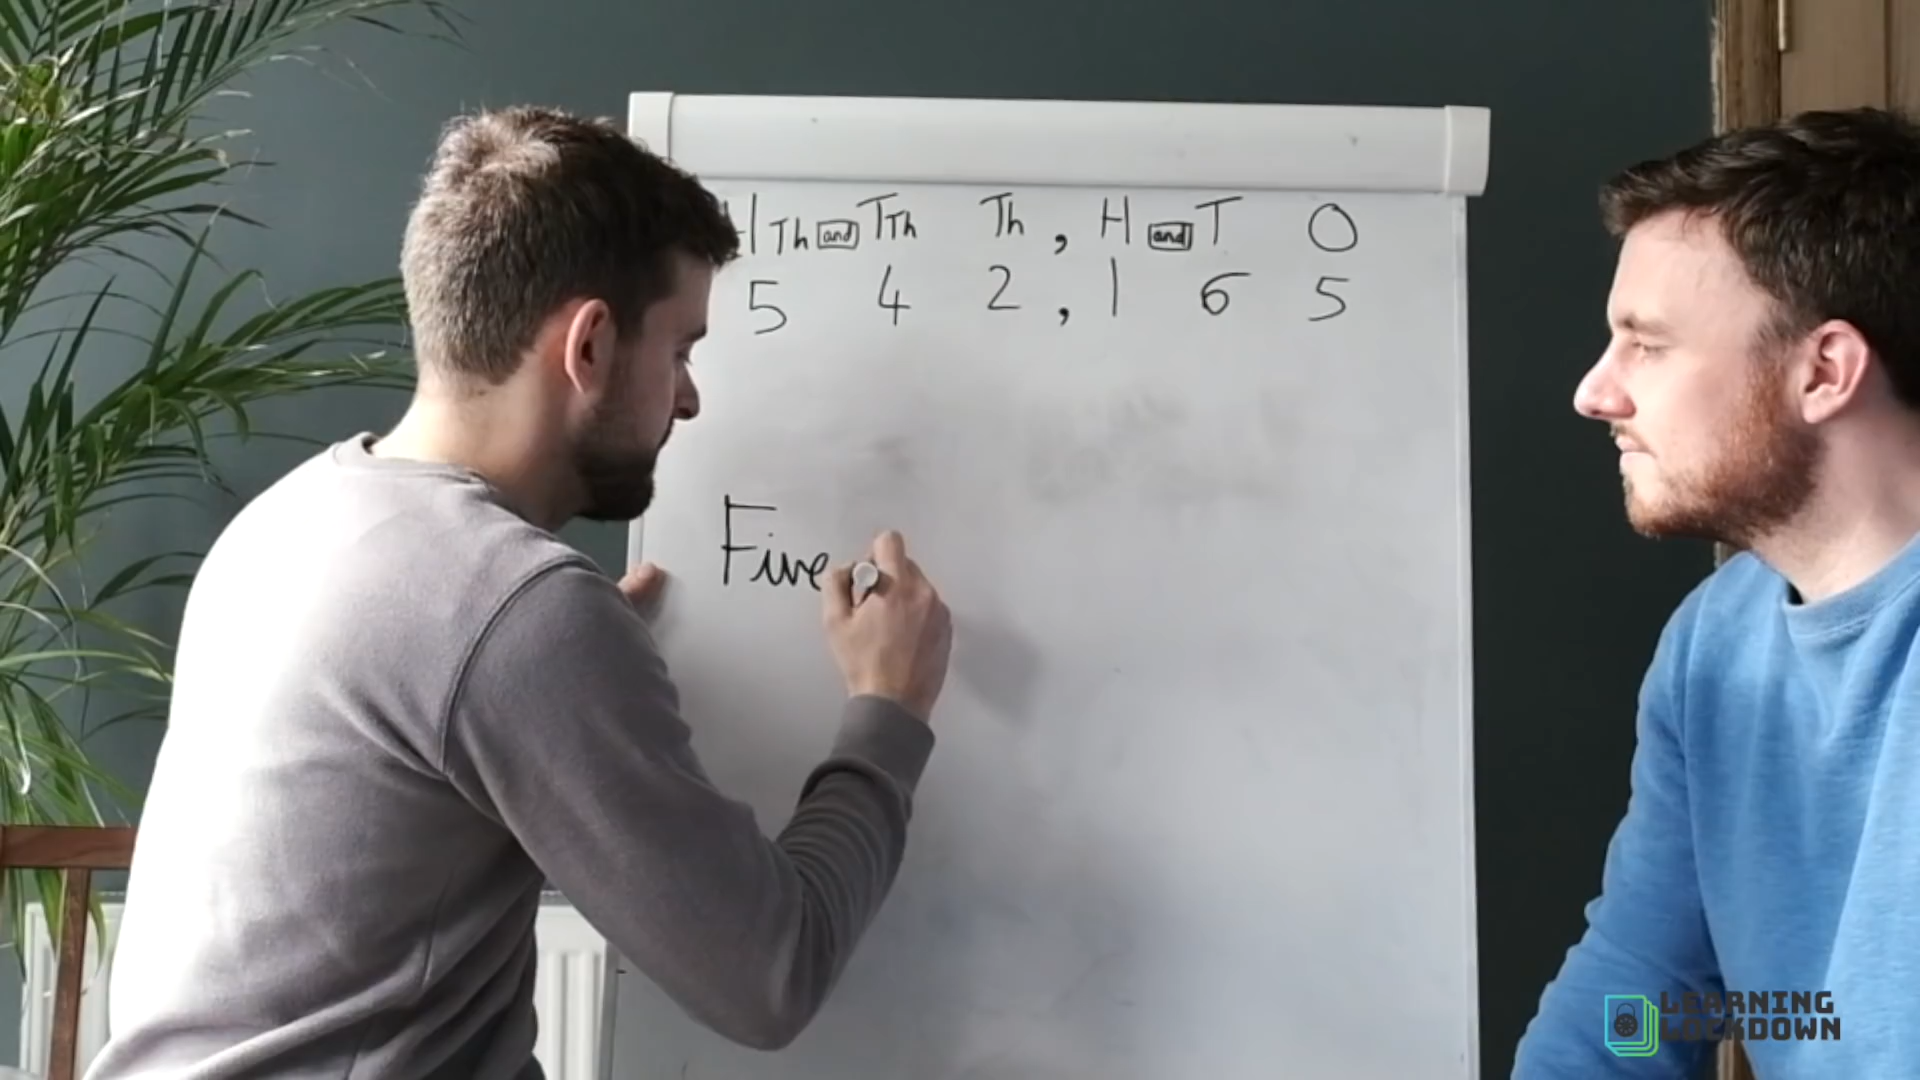 H Th and TTh Th , H and T O
5 4 2 , 1 6 5
Five
LEARNING
LOCKDOWN